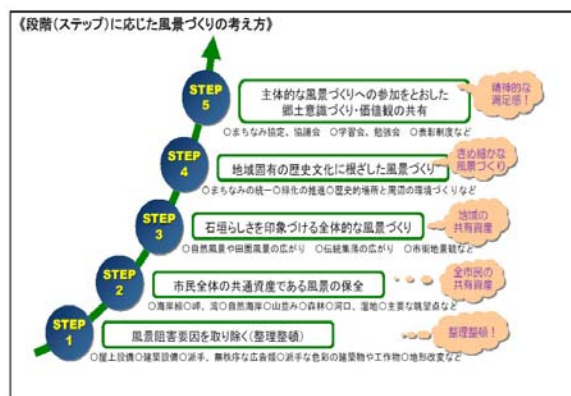 《段階(ステップ)に応じた風景づくりの考え方》
STEP
5
主体的な風景づくりへの参加をとおした
郷土意識づくり・価値観の共有
精神的な
満足感!
○まちなみ協定、協議会 ○学習会、勉強会 ○表彰制度など
STEP
4
地域固有の歴史文化に根ざした風景づくり
きめ細かな
風景づくり
○まちなみの統一○緑化の推進○歴史的場所と周辺の環境づくりなど
STEP
3
石垣らしさを印象づける全体的な風景づくり
地域の
共有資産
○自然風景や田園風景の広がり ○伝統集落の広がり ○市街地景観など
STEP
2
市民全体の共通資産である風景の保全
全市民の
共有資産
○海岸線○岬、湾○自然海岸○山並み○森林○河口、湿地○主要な眺望点など
STEP
1
風景阻害要因を取り除く(整理整頓)
整理整頓!
○屋上設備○建築設備○派手、無秩序な広告類○派手な色彩の建築物や工作物○地形改変など